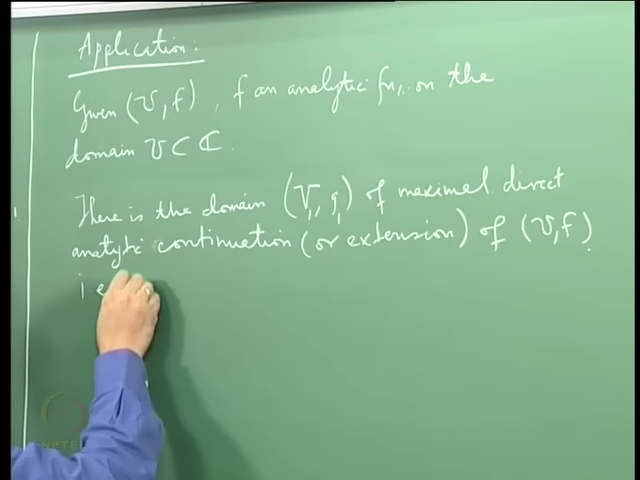 Application:
Given (U, f), f an analytic fn. on the
domain U ⊂ ℂ.
There is the domain (V₁, g₁) of maximal direct
analytic continuation (or extension) of (U, f).
i e
NPTEL